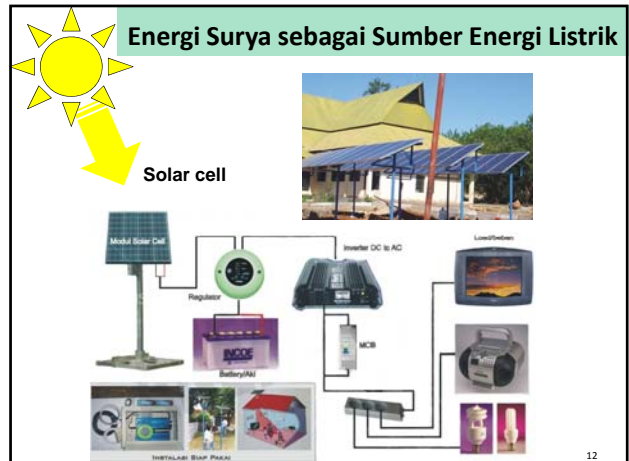 Energi Surya sebagai Sumber Energi Listrik
Solar cell
Modul Solar Cell
Regulator
Inverter DC to AC
Load/beban
INCOE
Battery/Aki
MCB
INSTALASI SIAP PAKAI
12